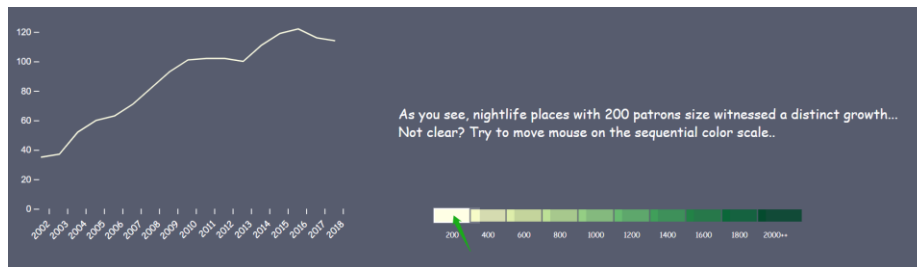 120
100
80
60
40
20
0
2002 2003 2004 2005 2006 2007 2008 2009 2010 2011 2012 2013 2014 2015 2016 2017 2018
As you see, nightlife places with 200 patrons size witnessed a distinct growth...
Not clear? Try to move mouse on the sequential color scale..
200 400 600 800 1000 1200 1400 1600 1800 2000++